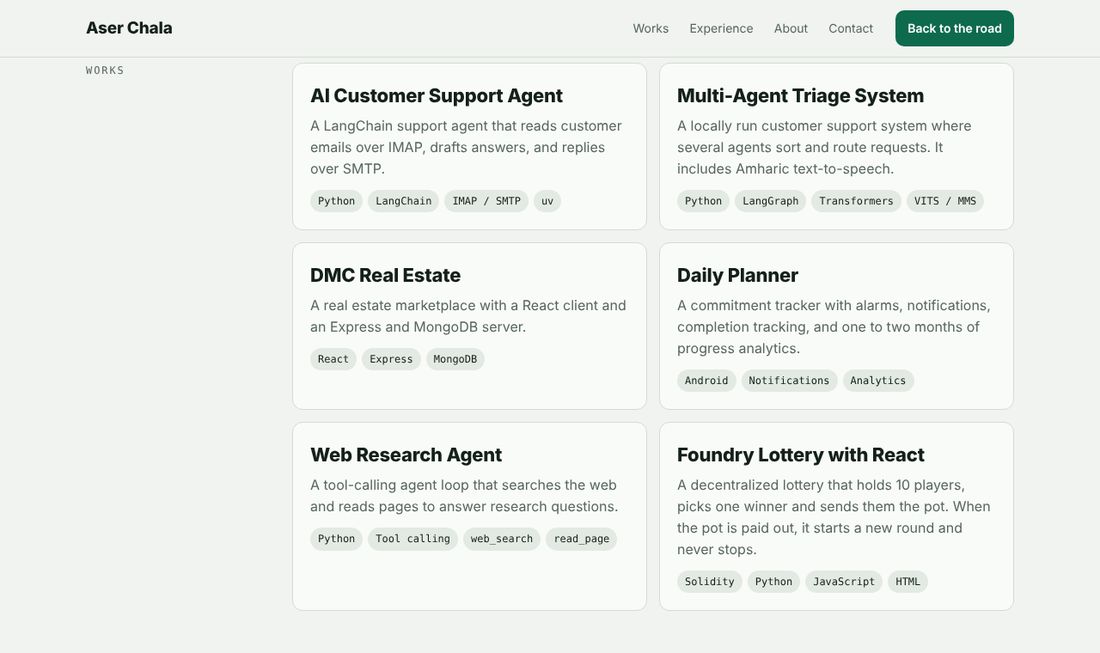 Aser Chala
Works Experience About Contact Back to the road
WORKS
AI Customer Support Agent
A LangChain support agent that reads customer
emails over IMAP, drafts answers, and replies
over SMTP.
Python LangChain IMAP / SMTP uv
Multi-Agent Triage System
A locally run customer support system where
several agents sort and route requests. It
includes Amharic text-to-speech.
Python LangGraph Transformers VITS / MMS
DMC Real Estate
A real estate marketplace with a React client and
an Express and MongoDB server.
React Express MongoDB
Daily Planner
A commitment tracker with alarms, notifications,
completion tracking, and one to two months of
progress analytics.
Android Notifications Analytics
Web Research Agent
A tool-calling agent loop that searches the web
and reads pages to answer research questions.
Python Tool calling web_search read_page
Foundry Lottery with React
A decentralized lottery that holds 10 players,
picks one winner and sends them the pot. When
the pot is paid out, it starts a new round and
never stops.
Solidity Python JavaScript HTML